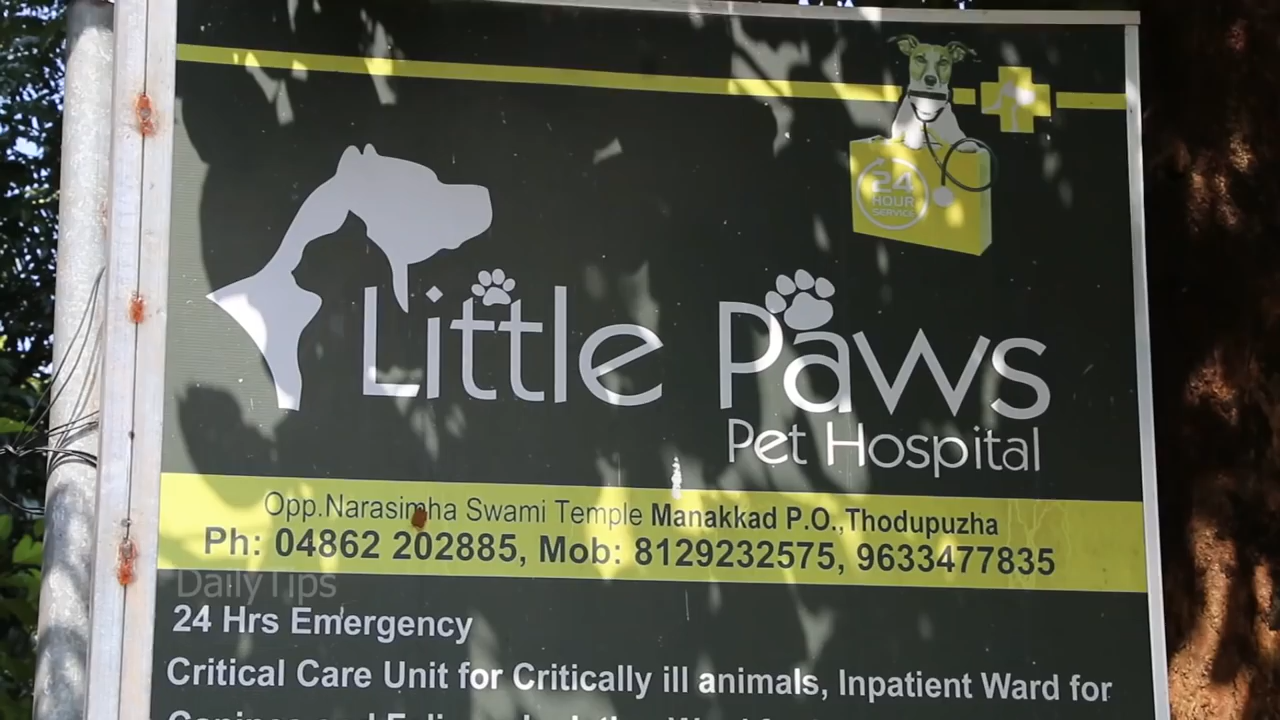 24
HOUR
SERVICE
Little Paws
Pet Hospital
Opp.Narasimha Swami Temple Manakkad P.O.,Thodupuzha
Ph: 04862 202885, Mob: 8129232575, 9633477835
DailyTips
24 Hrs Emergency
Critical Care Unit for Critically ill animals, Inpatient Ward for